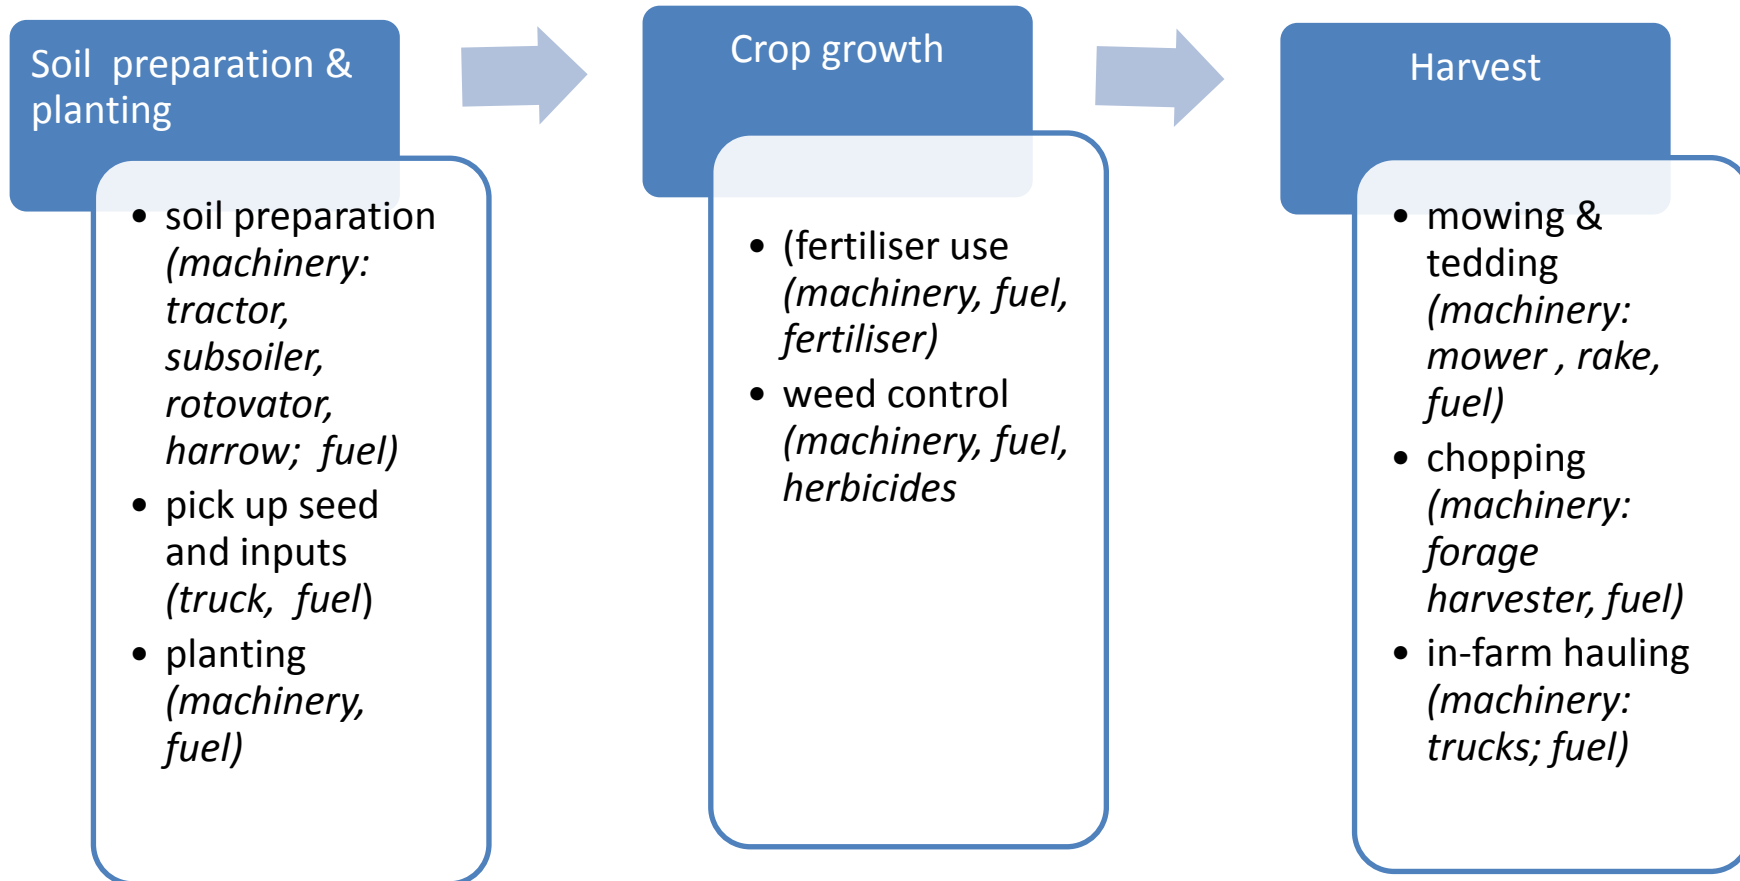 Soil preparation &
planting
• soil preparation
(machinery:
tractor,
subsoiler,
rotovator,
harrow; fuel)
• pick up seed
and inputs
(truck, fuel)
• planting
(machinery,
fuel)
Crop growth
• (fertiliser use
(machinery, fuel,
fertiliser)
• weed control
(machinery, fuel,
herbicides
Harvest
• mowing &
tedding
(machinery:
mower , rake,
fuel)
• chopping
(machinery:
forage
harvester, fuel)
• in-farm hauling
(machinery:
trucks; fuel)